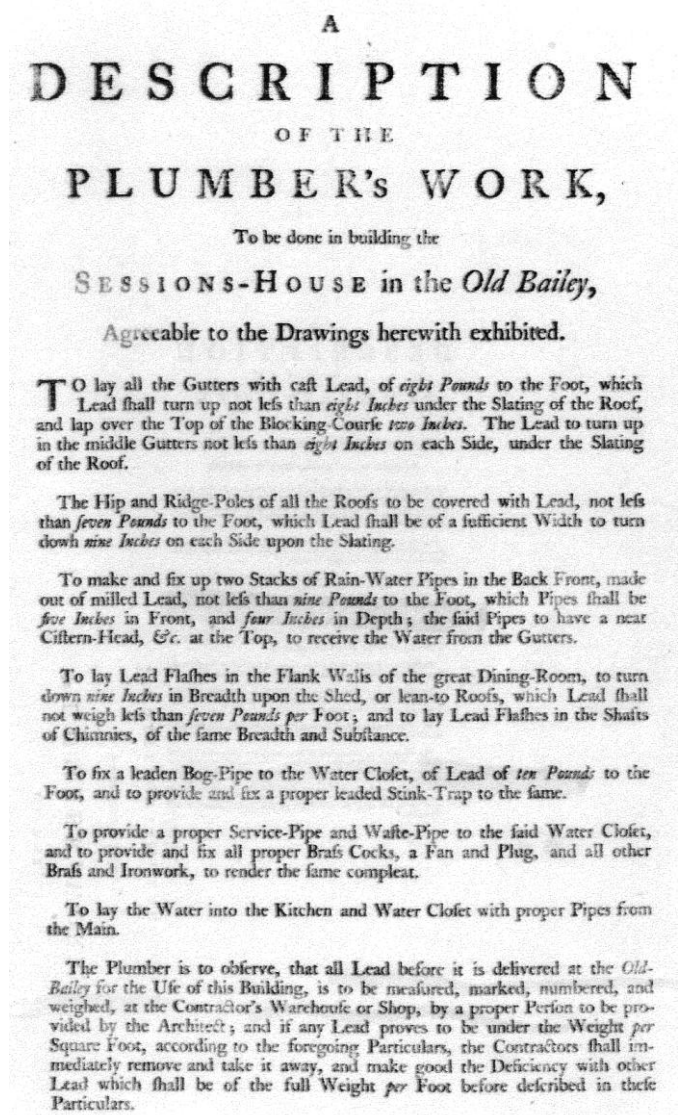 A
DESCRIPTION
OF THE
PLUMBER's WORK,
To be done in building the
SESSIONS-HOUSE in the Old Bailey,
Agreeable to the Drawings herewith exhibited.
TO lay all the Gutters with caſt Lead, of eight Pounds to the Foot, which
Lead ſhall turn up not leſs than eight Inches under the Slating of the Roof,
and lap over the Top of the Blocking-Courſe two Inches. The Lead to turn up
in the middle Gutters not leſs than eight Inches on each Side, under the Slating
of the Roof.
The Hip and Ridge-Poles of all the Roofs to be covered with Lead, not leſs
than ſeven Pounds to the Foot, which Lead ſhall be of a ſufficient Width to turn
down nine Inches on each Side upon the Slating.
To make and fix up two Stacks of Rain-Water Pipes in the Back Front, made
out of milled Lead, not leſs than nine Pounds to the Foot, which Pipes ſhall be
five Inches in Front, and four Inches in Depth; the ſaid Pipes to have a neat
Ciſtern-Head, &c. at the Top, to receive the Water from the Gutters.
To lay Lead Flaſhes in the Flank Walls of the great Dining-Room, to turn
down nine Inches in Breadth upon the Shed, or lean-to Roofs, which Lead ſhall
not weigh leſs than ſeven Pounds per Foot; and to lay Lead Flaſhes in the Shafts
of Chimnies, of the ſame Breadth and Subſtance.
To fix a leaden Bog-Pipe to the Water Cloſet, of Lead of ten Pounds to the
Foot, and to provide and fix a proper leaded Stink-Trap to the ſame.
To provide a proper Service-Pipe and Waſte-Pipe to the ſaid Water Cloſet,
and to provide and fix all proper Braſs Cocks, a Fan and Plug, and all other
Braſs and Ironwork, to render the ſame compleat.
To lay the Water into the Kitchen and Water Cloſet with proper Pipes from
the Main.
The Plumber is to obſerve, that all Lead before it is delivered at the Old-
Bailey for the Uſe of this Building, is to be meaſured, marked, numbered, and
weighed, at the Contractor's Warehouſe or Shop, by a proper Perſon to be pro-
vided by the Architect; and if any Lead proves to be under the Weight per
Square Foot, according to the foregoing Particulars, the Contractors ſhall im-
mediately remove and take it away, and make good the Deficiency with other
Lead which ſhall be of the full Weight per Foot before deſcribed in theſe
Particulars.